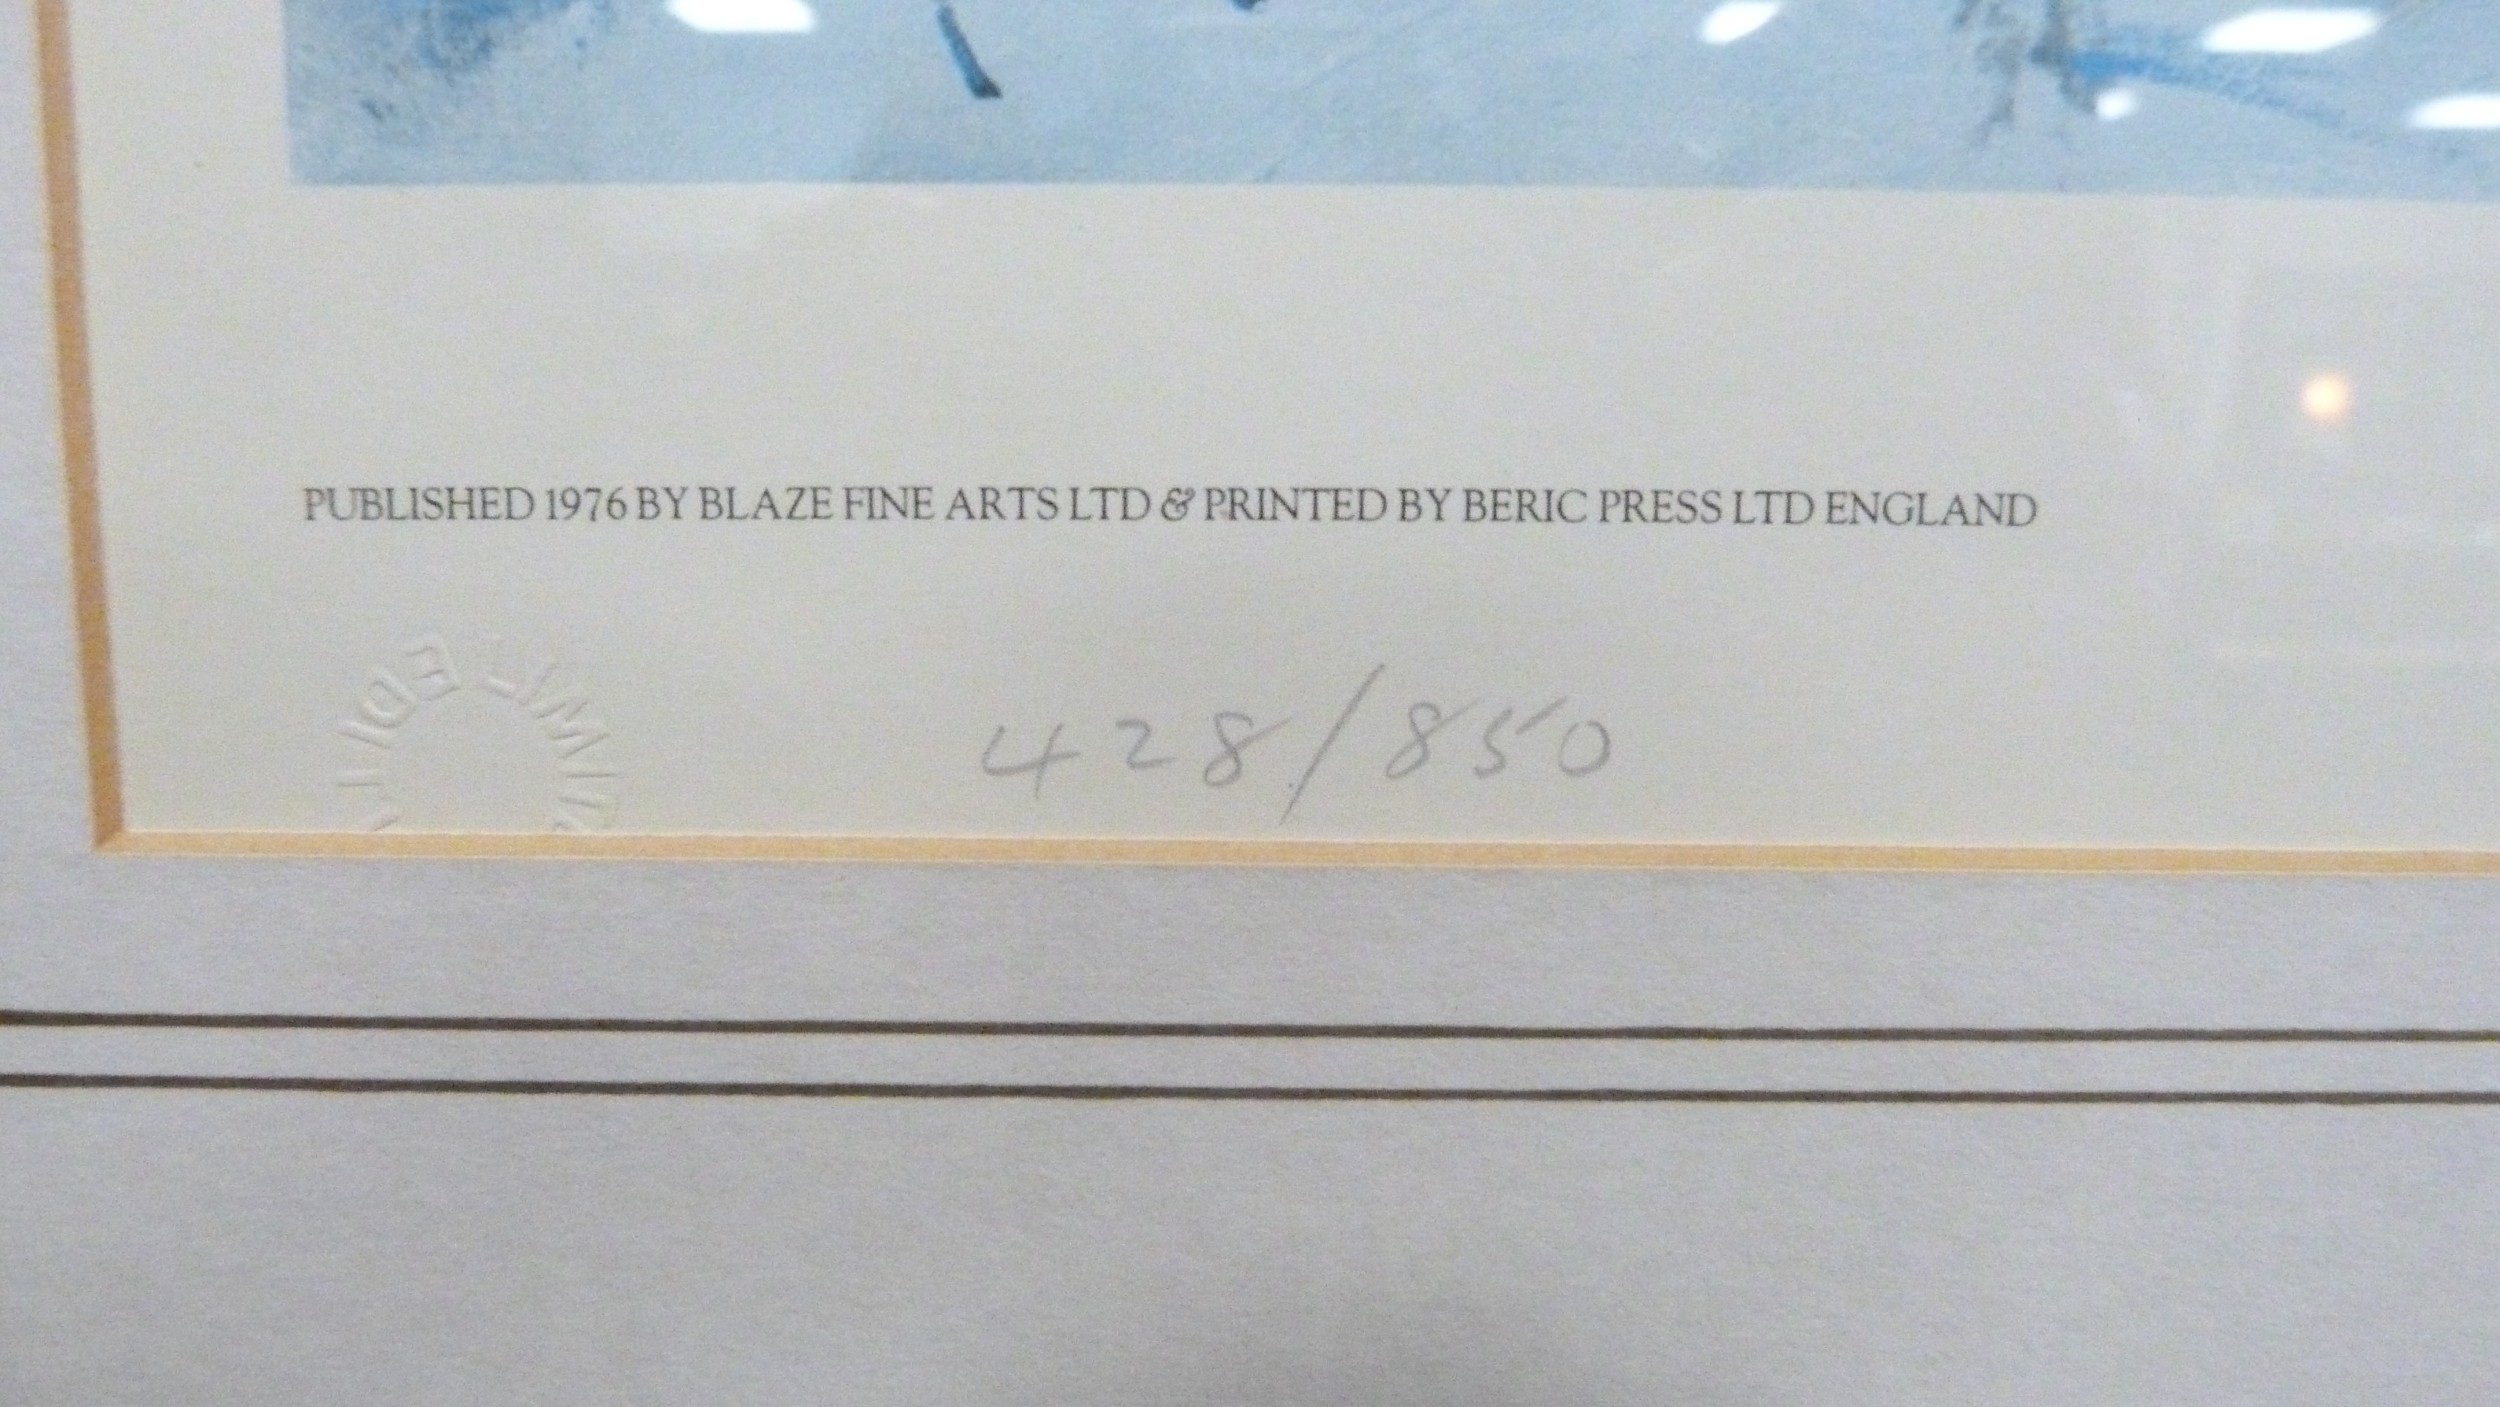 PUBLISHED 1976 BY BLAZE FINE ARTS LTD & PRINTED BY BERIC PRESS LTD ENGLAND
428/850